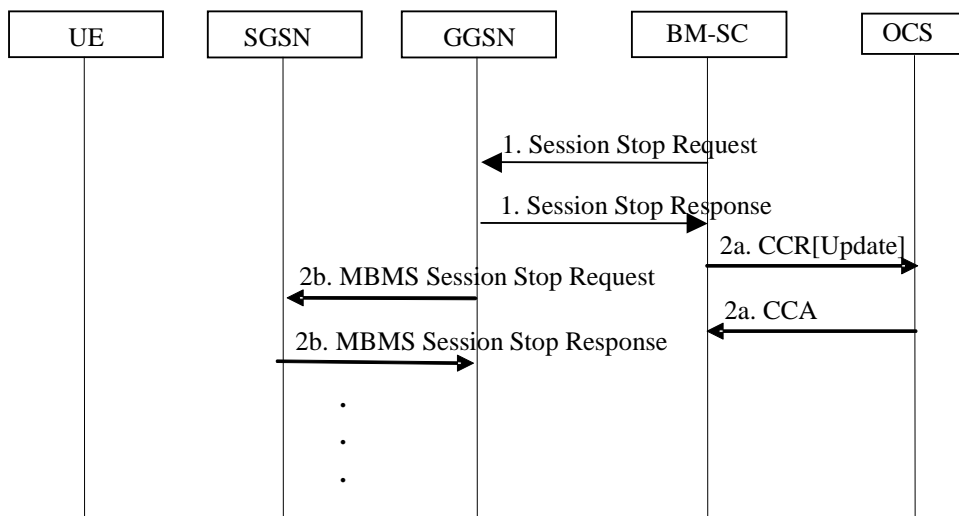 UE
SGSN
GGSN
BM-SC
OCS
1. Session Stop Request
1. Session Stop Response
2a. CCR[Update]
2b. MBMS Session Stop Request
2a. CCA
2b. MBMS Session Stop Response
.
.
.